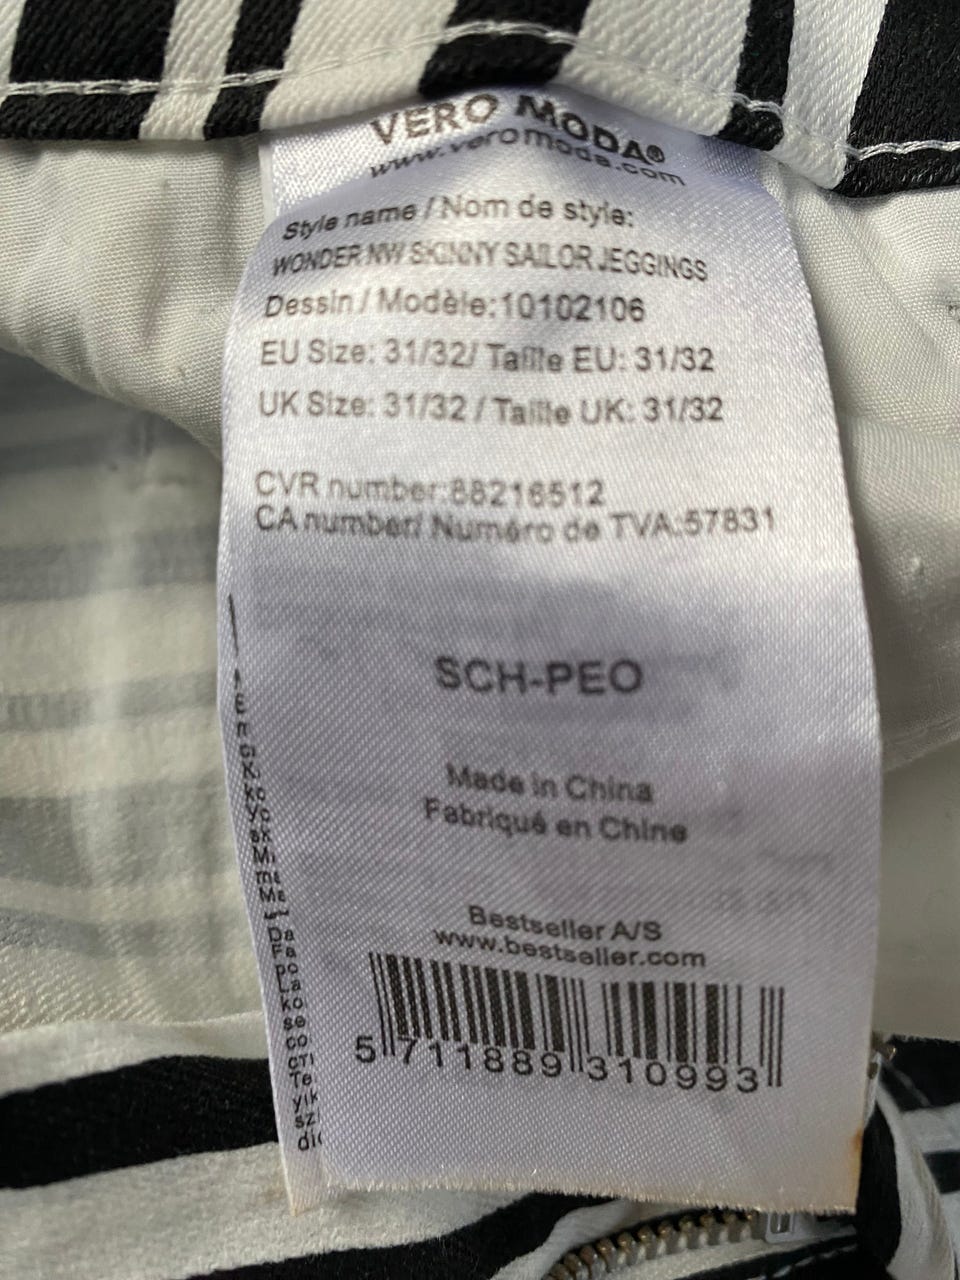 VERO MODA®
www.veromoda.com
Style name / Nom de style:
WONDER NW SKINNY SAILOR JEGGINGS
Dessin / Modèle:10102106
EU Size: 31/32/ Taille EU: 31/32
UK Size: 31/32 / Taille UK: 31/32
CVR number:88216512
CA number/ Numéro de TVA:57831
SCH-PEO
Made in China
Fabriqué en Chine
Bestseller A/S
www.bestseller.com
5 711889 310993